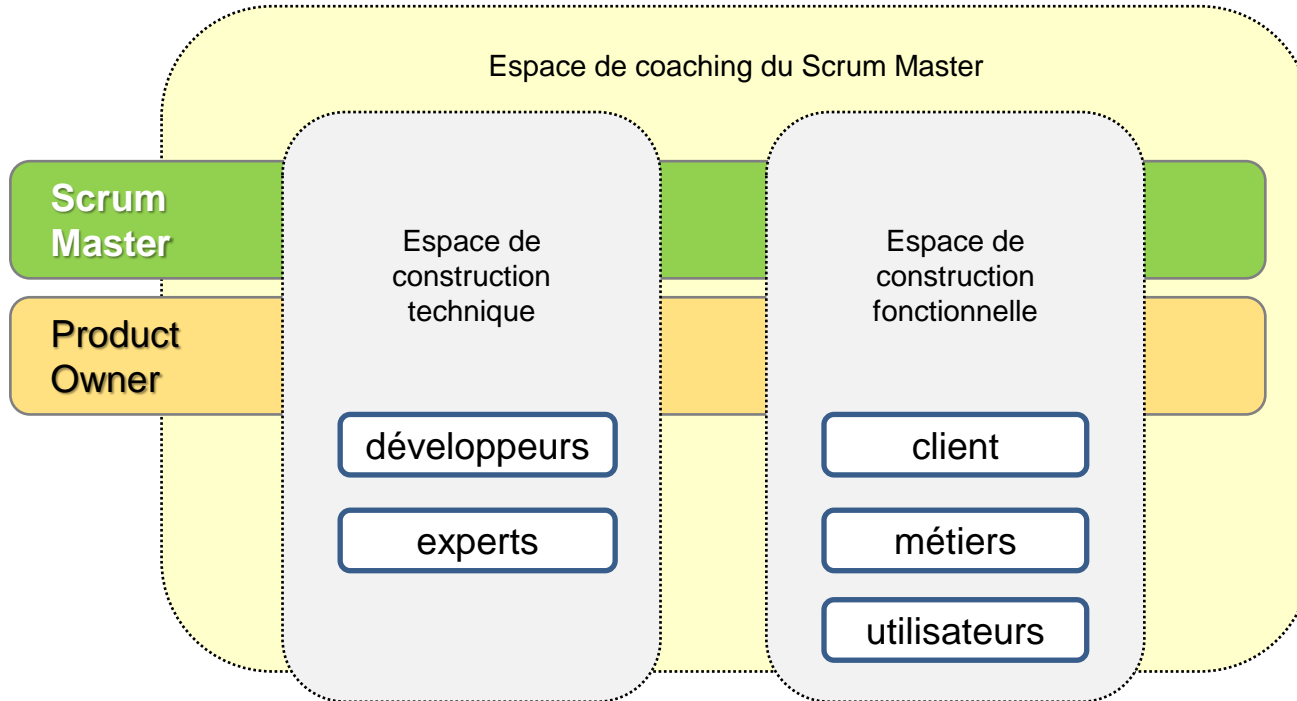 Espace de coaching du Scrum Master
Scrum
Master
Espace de
construction
technique
Espace de
construction
fonctionnelle
Product
Owner
développeurs
client
experts
métiers
utilisateurs